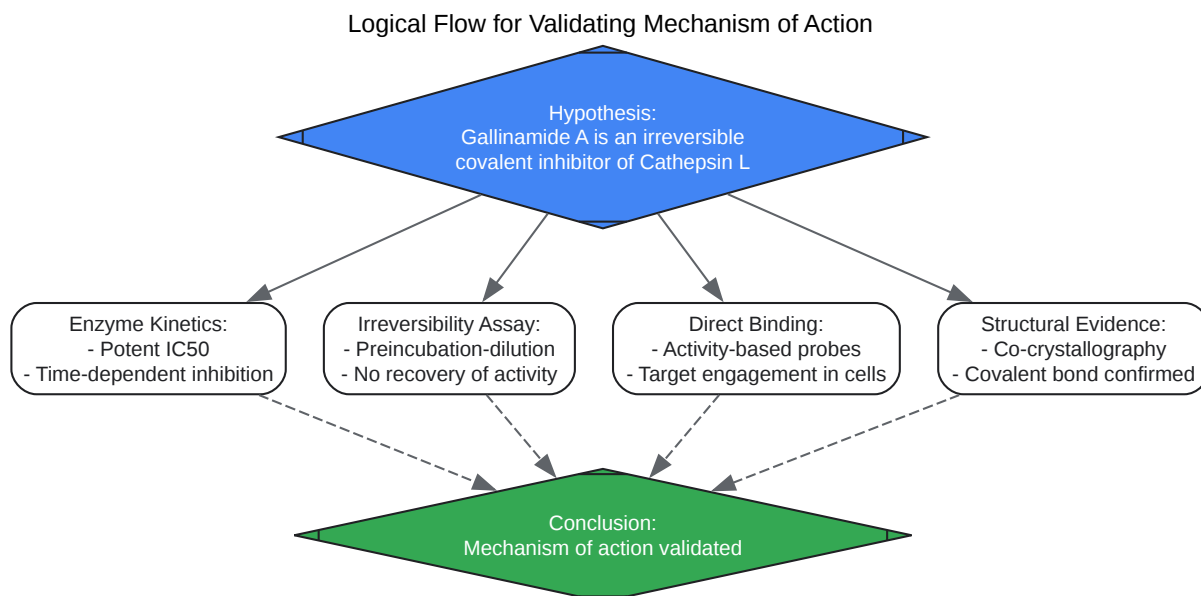 Logical Flow for Validating Mechanism of Action
Hypothesis:
Gallinamide A is an irreversible
covalent inhibitor of Cathepsin L
Enzyme Kinetics:
- Potent IC50
- Time-dependent inhibition
Irreversibility Assay:
- Preincubation-dilution
- No recovery of activity
Direct Binding:
- Activity-based probes
- Target engagement in cells
Structural Evidence:
- Co-crystallography
- Covalent bond confirmed
Conclusion:
Mechanism of action validated